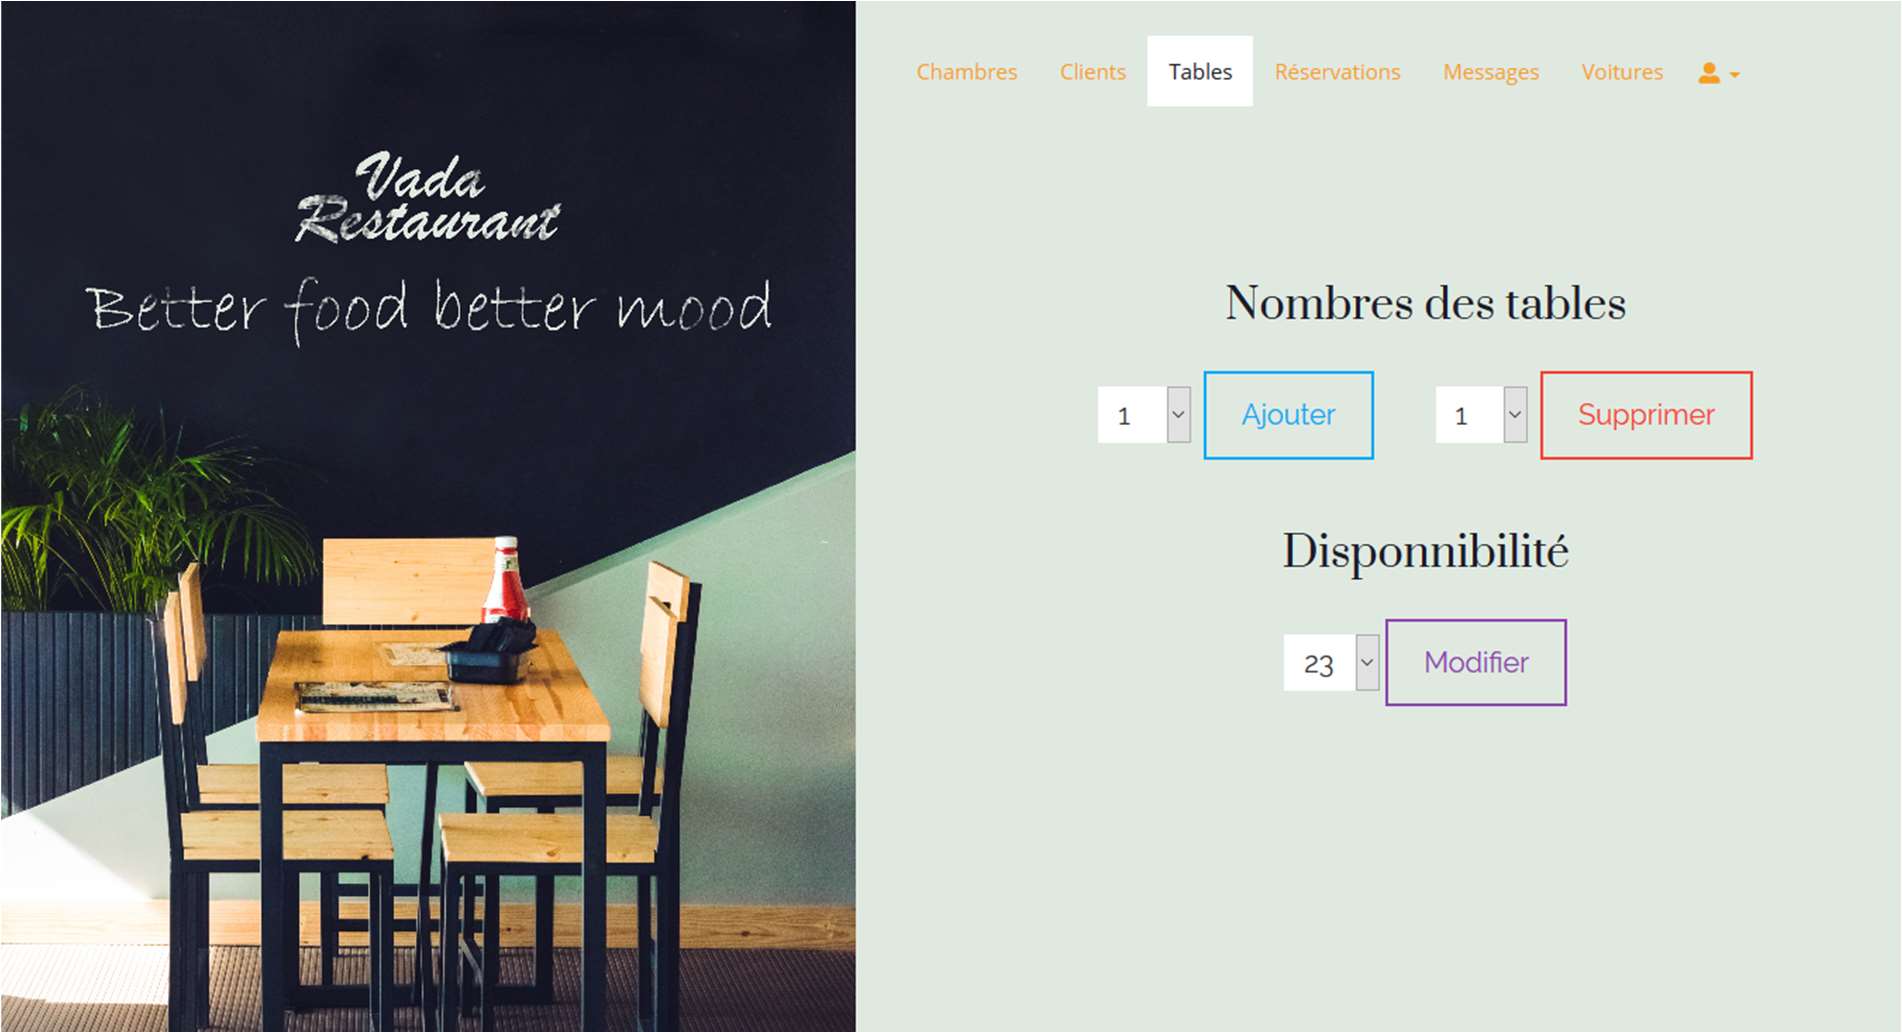 Vada
Restaurant
Better food better mood
Chambres Clients Tables Réservations Messages Voitures
Nombres des tables
1 Ajouter 1 Supprimer
Disponnibilité
23 Modifier